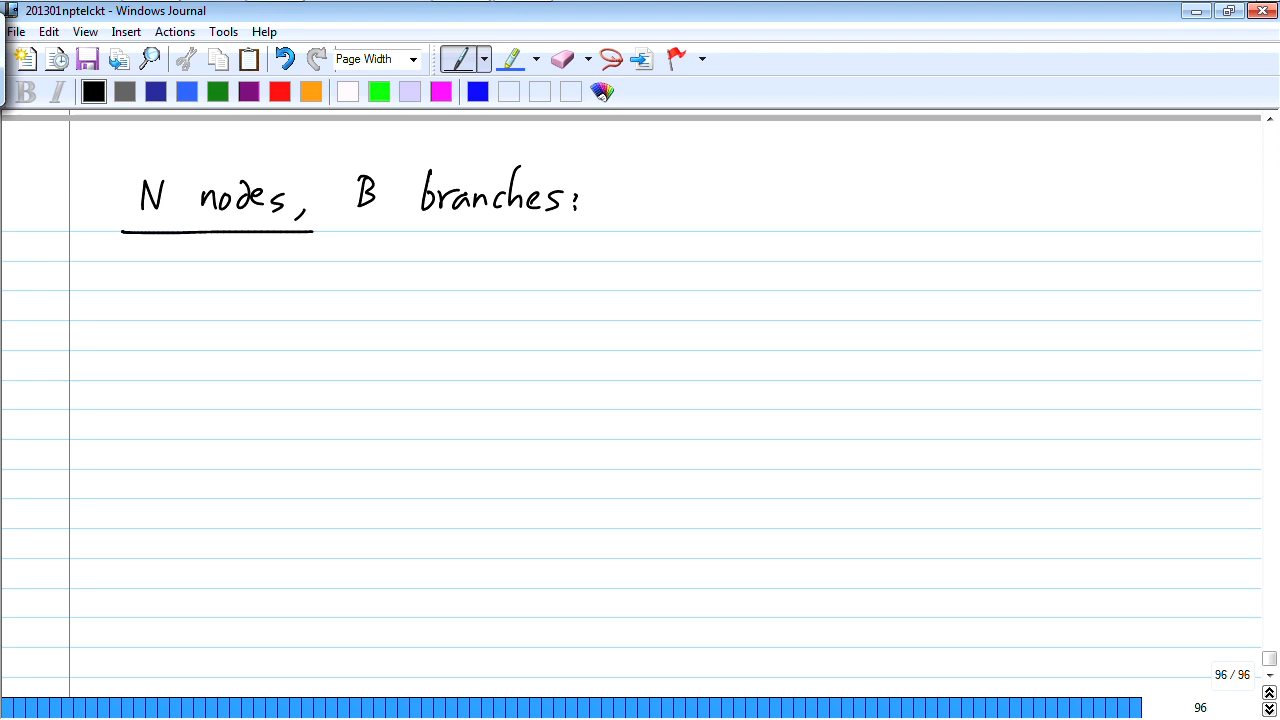 201301nptelckt - Windows Journal
File Edit View Insert Actions Tools Help
Page Width
B I
N nodes, B branches:
96 / 96
96